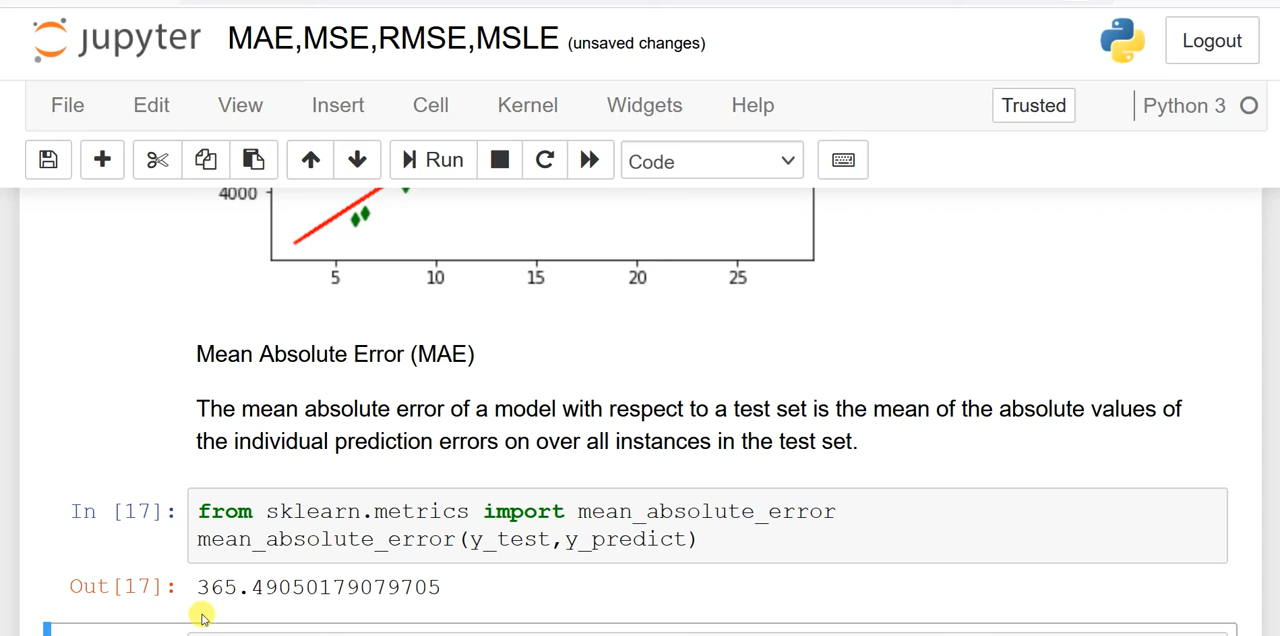 jupyter MAE,MSE,RMSE,MSLE (unsaved changes) Logout
File Edit View Insert Cell Kernel Widgets Help Trusted Python 3
Run Code
4000
5 10 15 20 25
Mean Absolute Error (MAE)
The mean absolute error of a model with respect to a test set is the mean of the absolute values of
the individual prediction errors on over all instances in the test set.
In [17]: from sklearn.metrics import mean_absolute_error
mean_absolute_error(y_test,y_predict)
Out[17]: 365.49050179079705